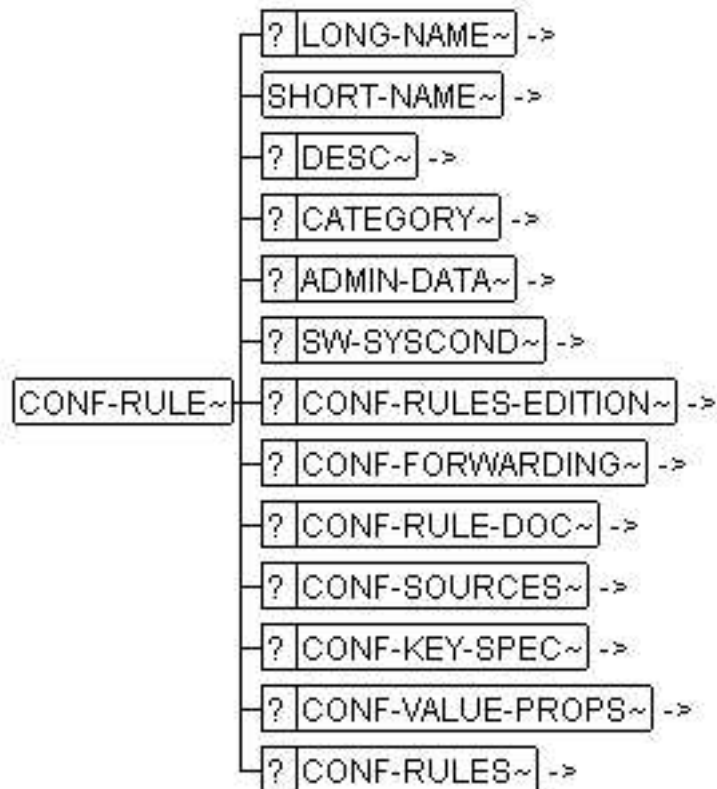 ? LONG-NAME~ ->
SHORT-NAME~ ->
? DESC~ ->
? CATEGORY~ ->
? ADMIN-DATA~ ->
? SW-SYSCOND~ ->
CONF-RULE~ ? CONF-RULES-EDITION~ ->
? CONF-FORWARDING~ ->
? CONF-RULE-DOC~ ->
? CONF-SOURCES~ ->
? CONF-KEY-SPEC~ ->
? CONF-VALUE-PROPS~ ->
? CONF-RULES~ ->